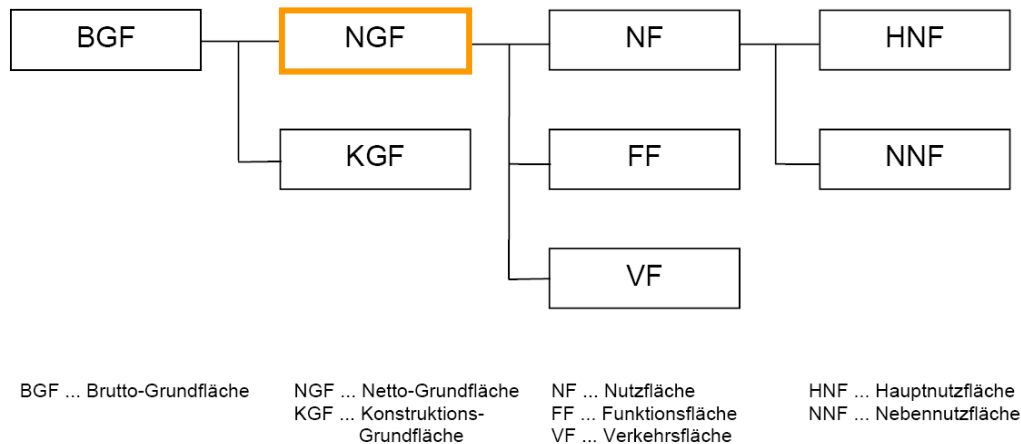 BGF
NGF
NF
HNF
KGF
FF
NNF
VF
BGF ... Brutto-Grundfläche
NGF ... Netto-Grundfläche
KGF ... Konstruktions-
Grundfläche
NF ... Nutzfläche
FF ... Funktionsfläche
VF ... Verkehrsfläche
HNF ... Hauptnutzfläche
NNF ... Nebennutzfläche